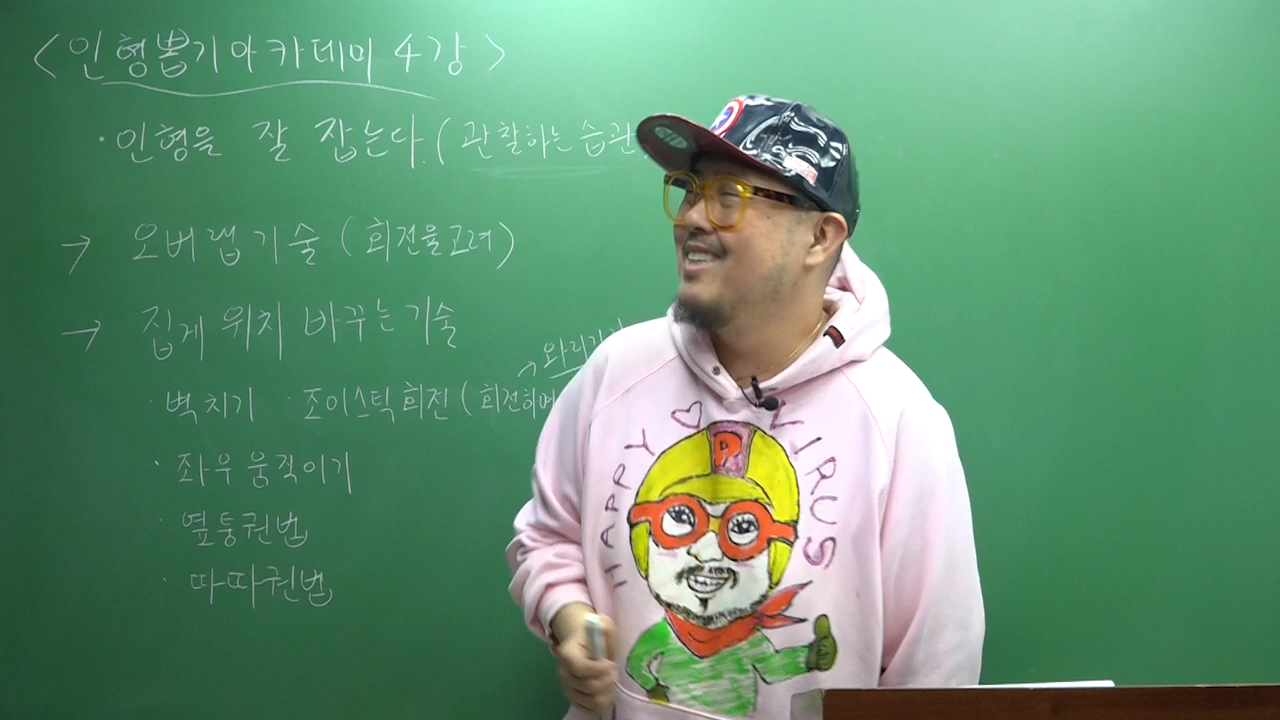 <인형뽑기아카데미 4강>
· 인형을 잘 잡는다. (관찰하는 습관
→ 오버랩기술 (회전율고려)
→ 집게 위치 바꾸는기술
→ 와리가
· 벽치기 · 조이스틱회전 (회전하며
· 좌우움직이기
· 옆퉁권법
· 따따권법
HAPPY ♡ VIRUS
P